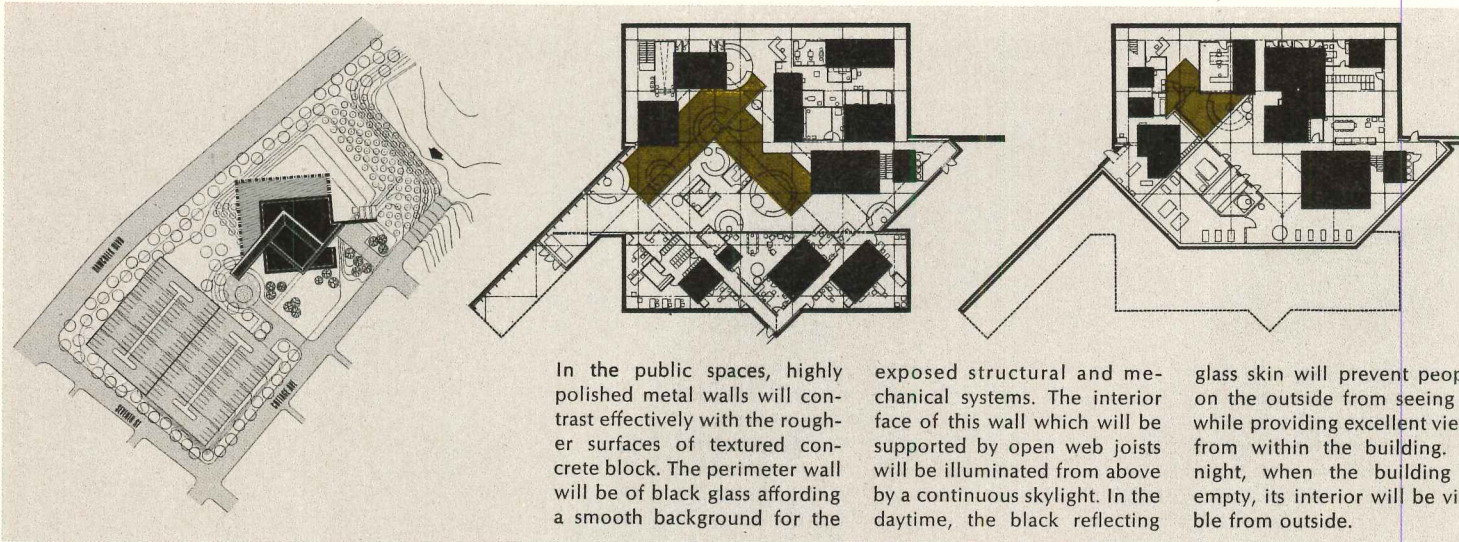 SEVENTH ST
COTTAGE AVE
In the public spaces, highly
polished metal walls will con-
trast effectively with the rough-
er surfaces of textured con-
crete block. The perimeter wall
will be of black glass affording
a smooth background for the
exposed structural and me-
chanical systems. The interior
face of this wall which will be
supported by open web joists
will be illuminated from above
by a continuous skylight. In the
daytime, the black reflecting
glass skin will prevent peop
on the outside from seeing
while providing excellent vie
from within the building.
night, when the building
empty, its interior will be vi
ble from outside.